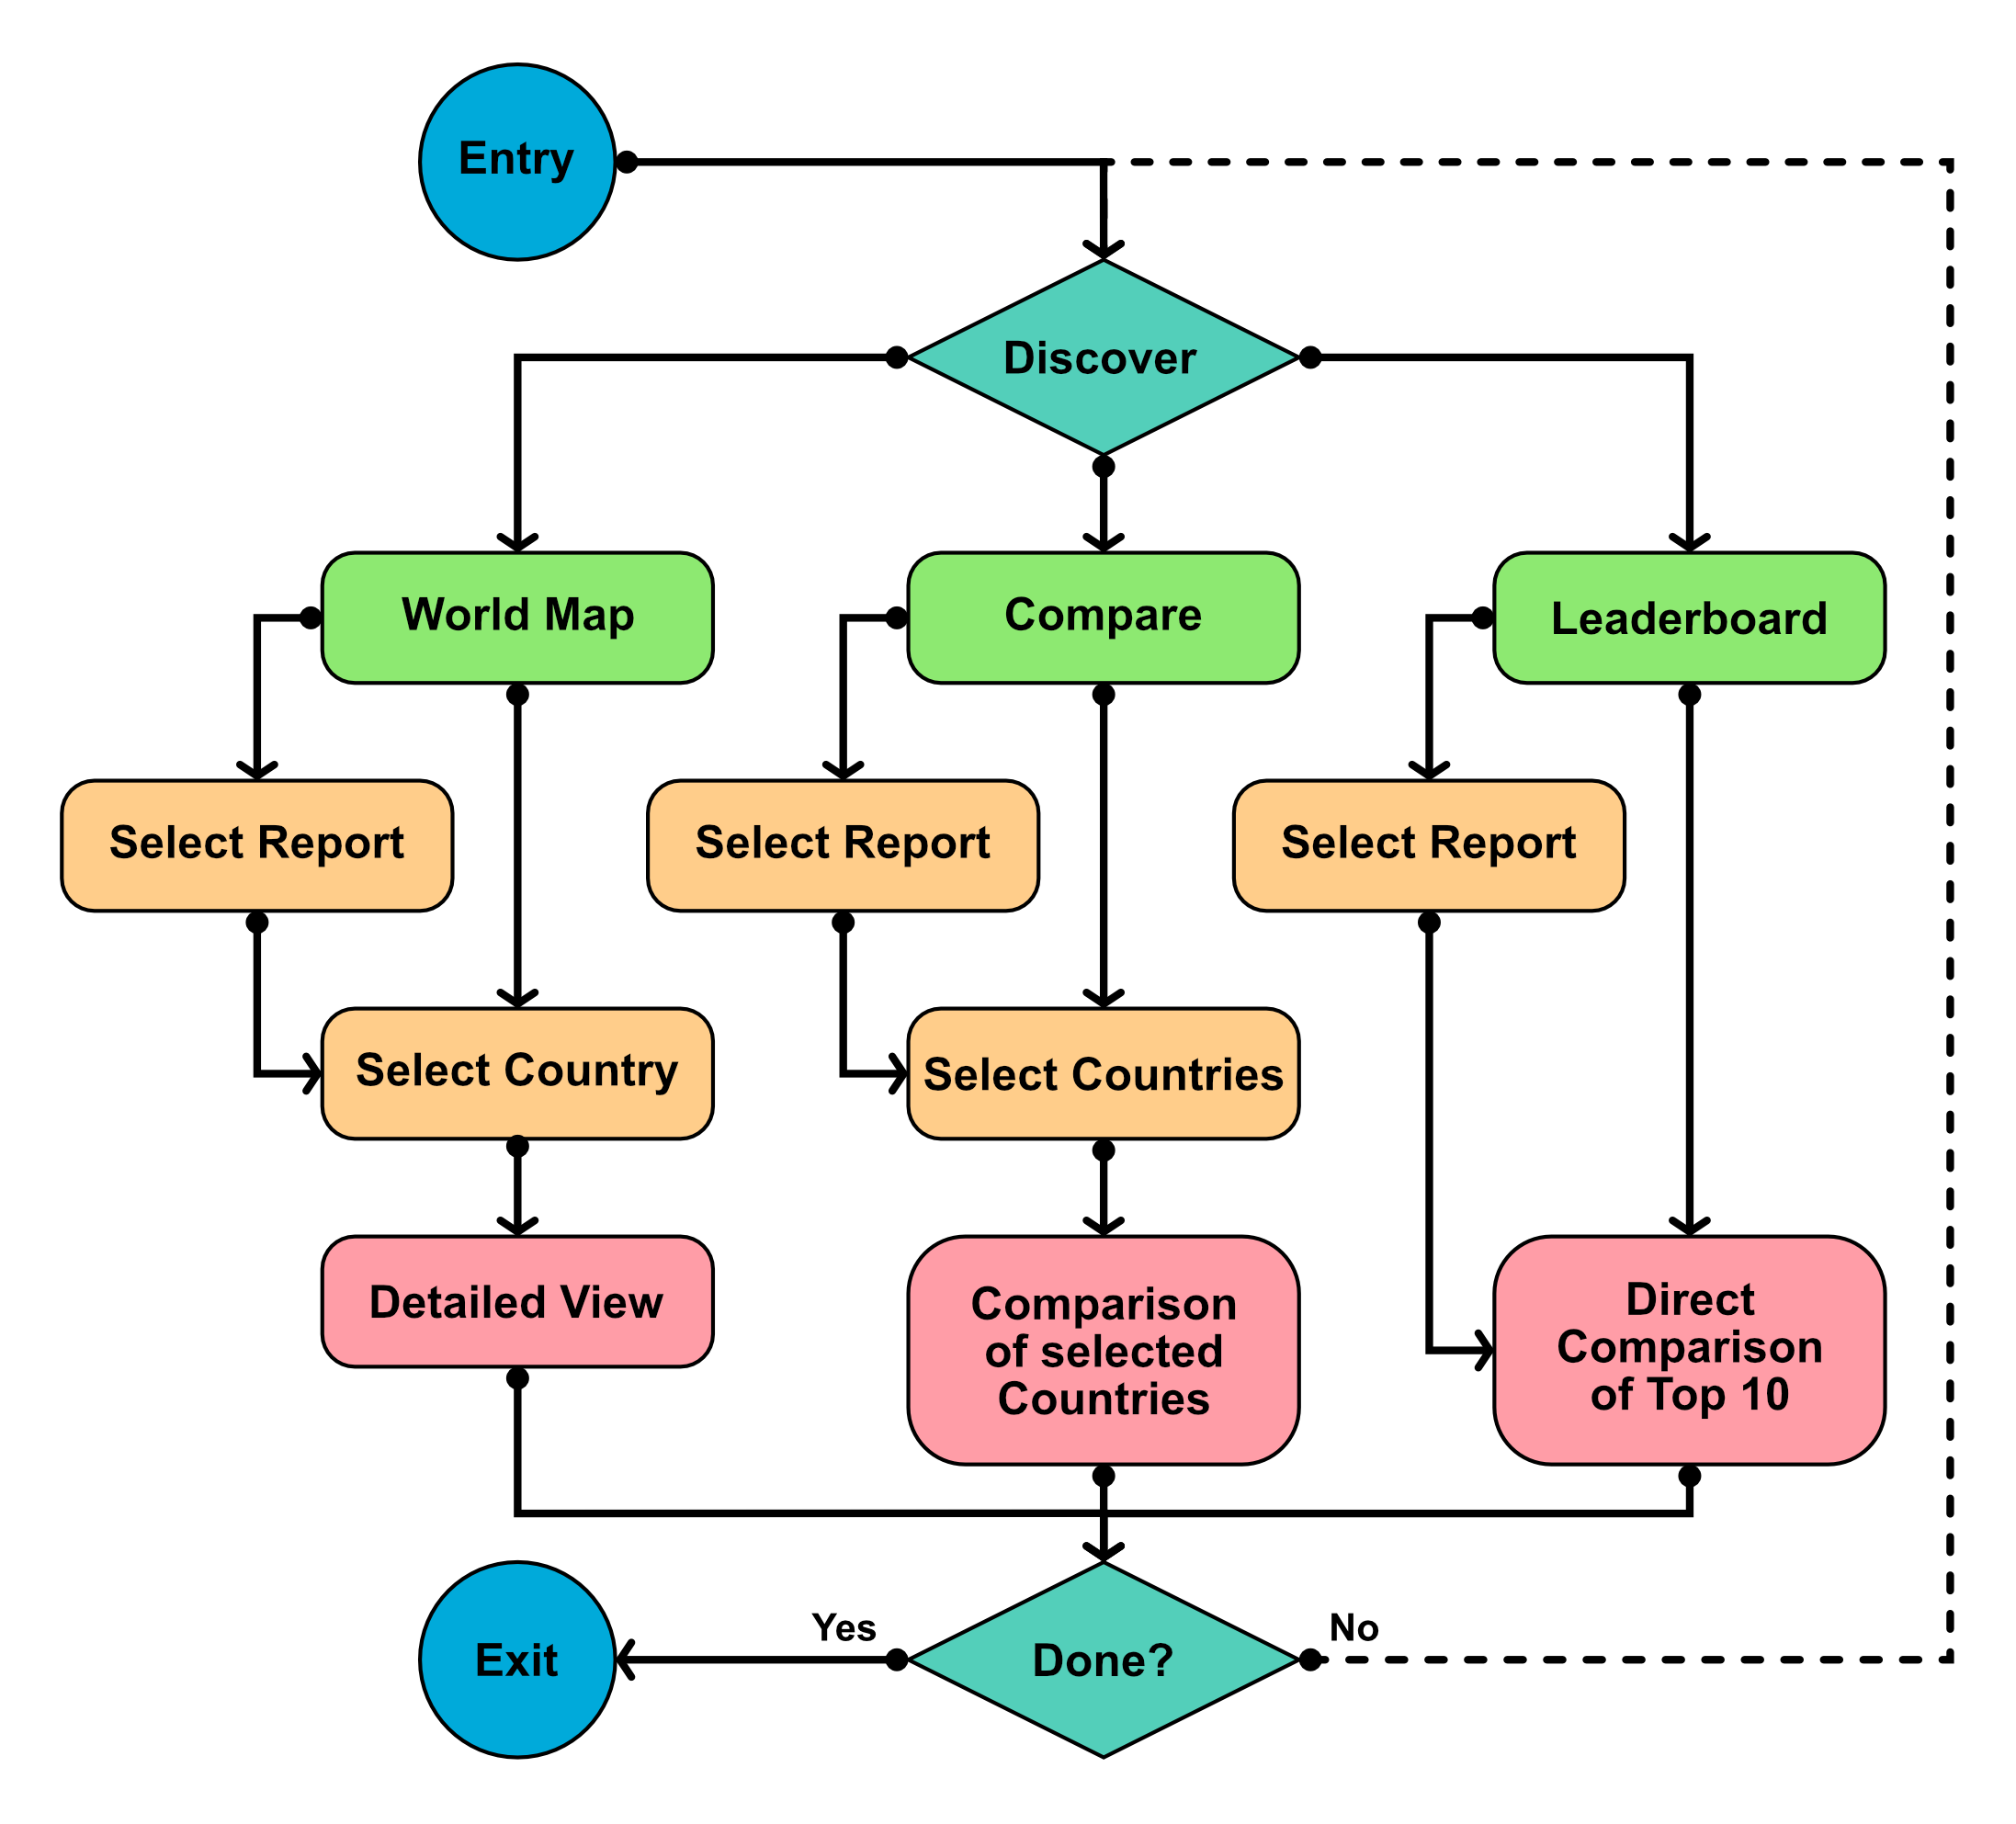 Entry
Discover
World Map
Compare
Leaderboard
Select Report
Select Report
Select Report
Select Country
Select Countries
Detailed View
Comparison
of selected
Countries
Direct
Comparison
of Top 10
Yes
No
Exit
Done?